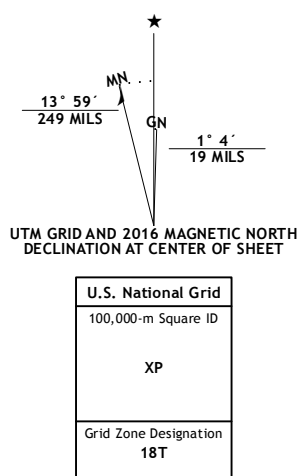 ★
MN
GN
13° 59´
249 MILS
1° 4´
19 MILS
UTM GRID AND 2016 MAGNETIC NORTH
DECLINATION AT CENTER OF SHEET
U.S. National Grid
100,000-m Square ID
XP
Grid Zone Designation
18T